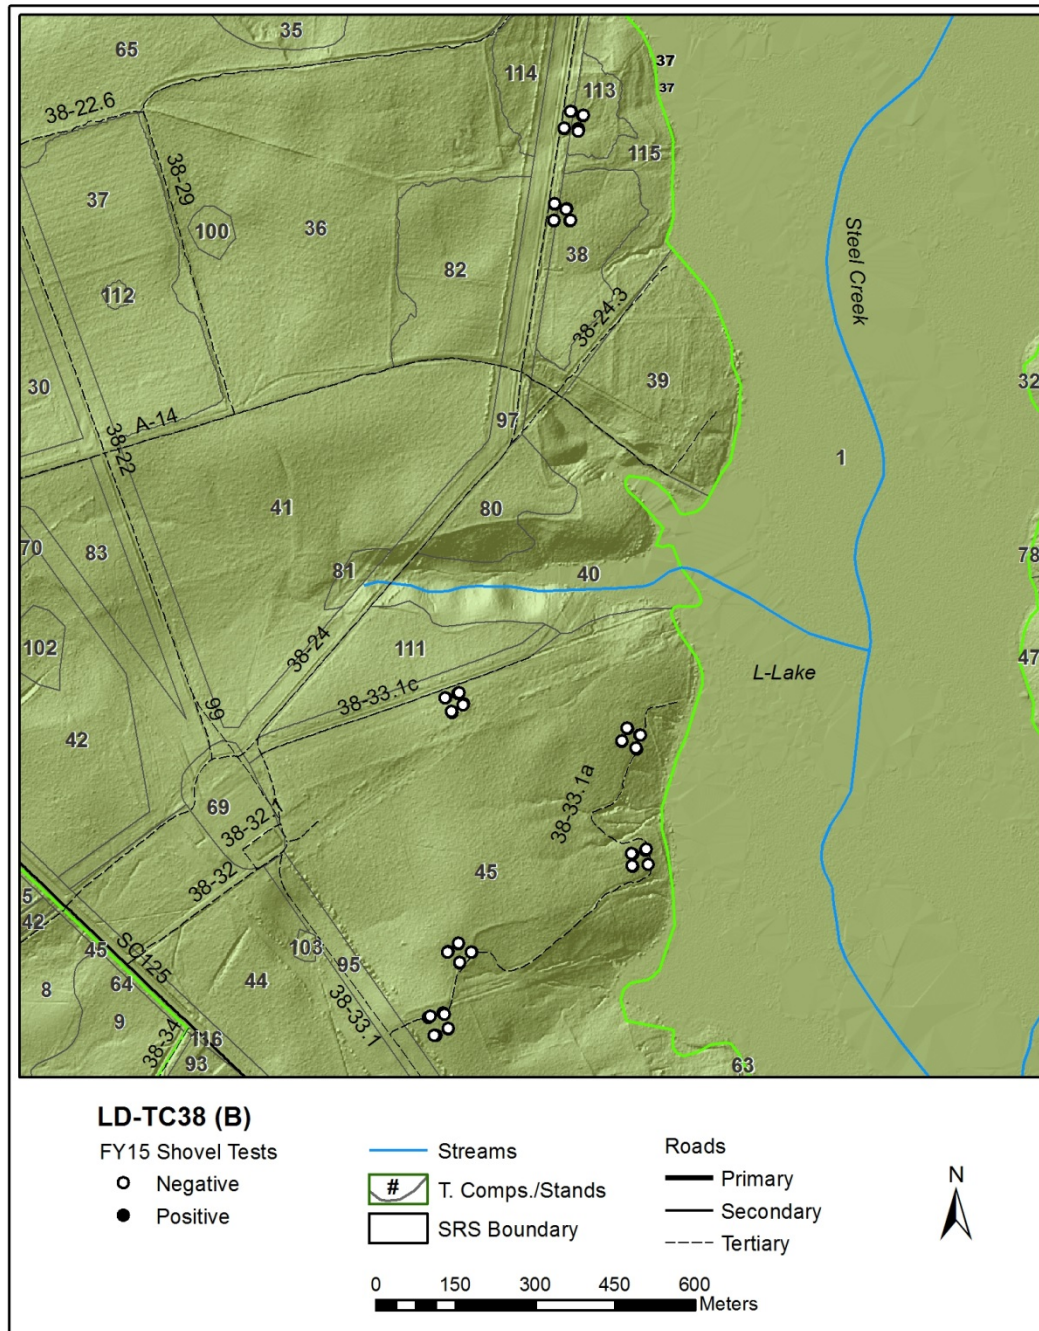 35
65
37
114
113
37
38-22.6
115
38-29
37
36
100
38
Steel Creek
82
112
38-24.3
39
32
30
97
A-14
38-22
1
41
80
70
83
78
81
40
38-24
111
102
47
L-Lake
38-33.1c
99
42
38-33.1a
69
38-32.1
45
38-32
5
42
SC125
45
103
95
44
64
8
9
38-33.1
38-34
116
93
63
LD-TC38 (B)
FY15 Shovel Tests
Negative
Positive
Streams
# T. Comps./Stands
SRS Boundary
Roads
Primary
Secondary
Tertiary
N
0 150 300 450 600
Meters